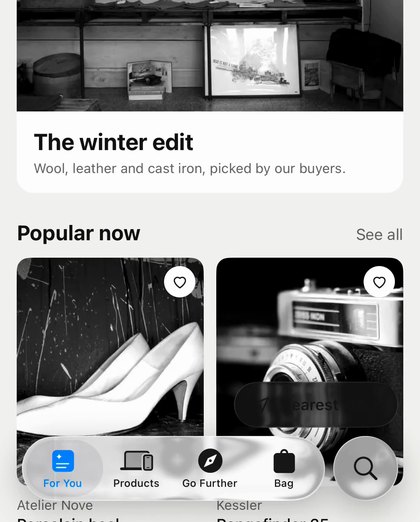 The winter edit
Wool, leather and cast iron, picked by our buyers.
Popular now
See all
For You
Products
Go Further
Bag
Atelier Nove
Kessler